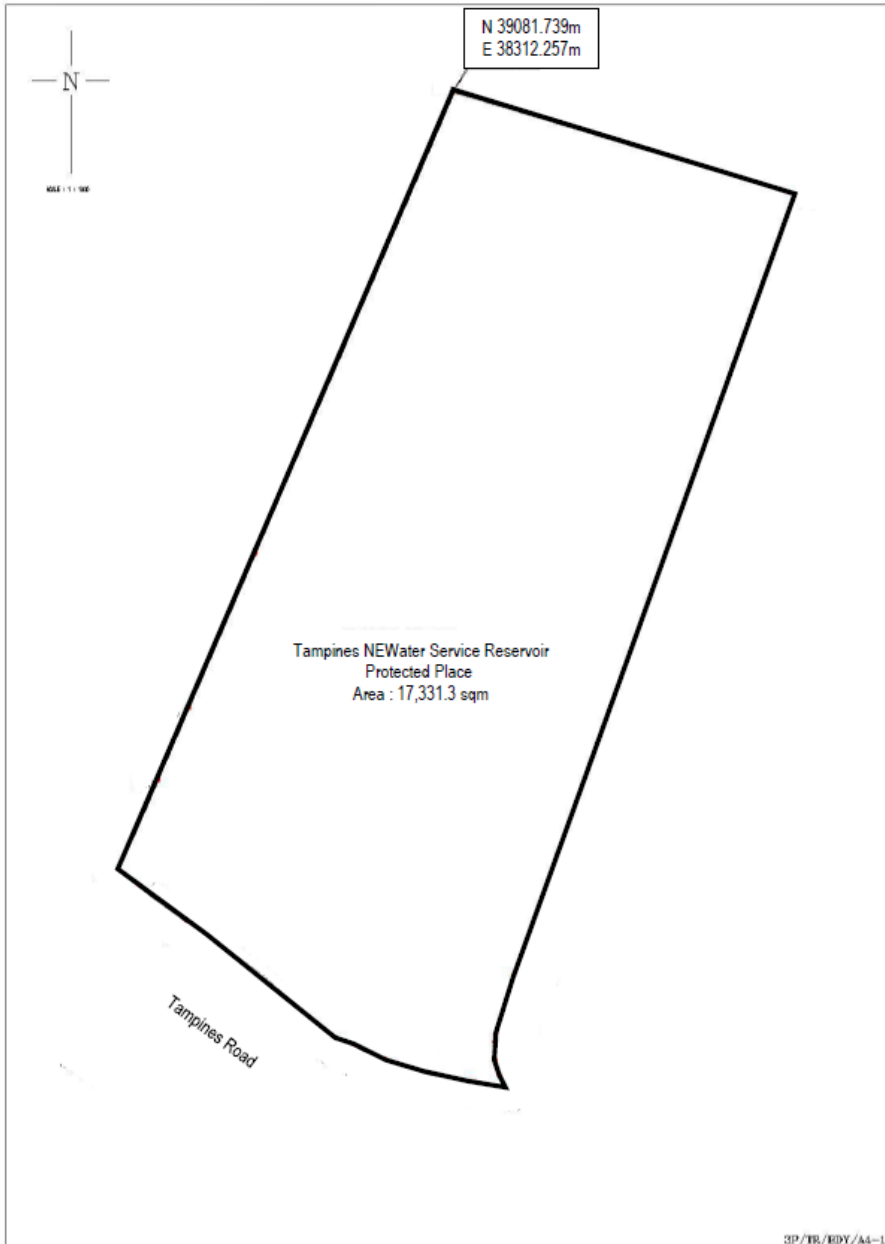 N 39081.739m
E 38312.257m
N
Tampines NEWater Service Reservoir
Protected Place
Area : 17,331.3 sqm
Tampines Road
3P/TR/EDY/A4-1